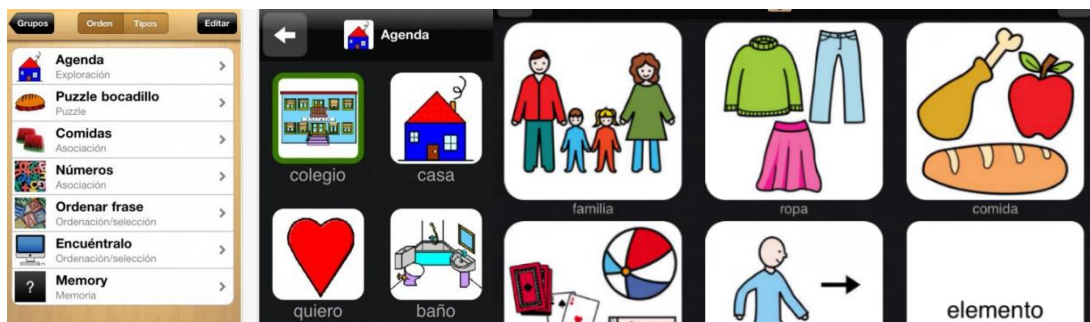 Grupos
Orden Tipos
Editar
Agenda
Exploración
Puzzle bocadillo
Puzzle
Comidas
Asociación
Números
Asociación
Ordenar frase
Ordenación/selección
Encuéntralo
Ordenación/selección
?
Memory
Memoria
Agenda
colegio casa
quiero baño
familia ropa comida
elemento